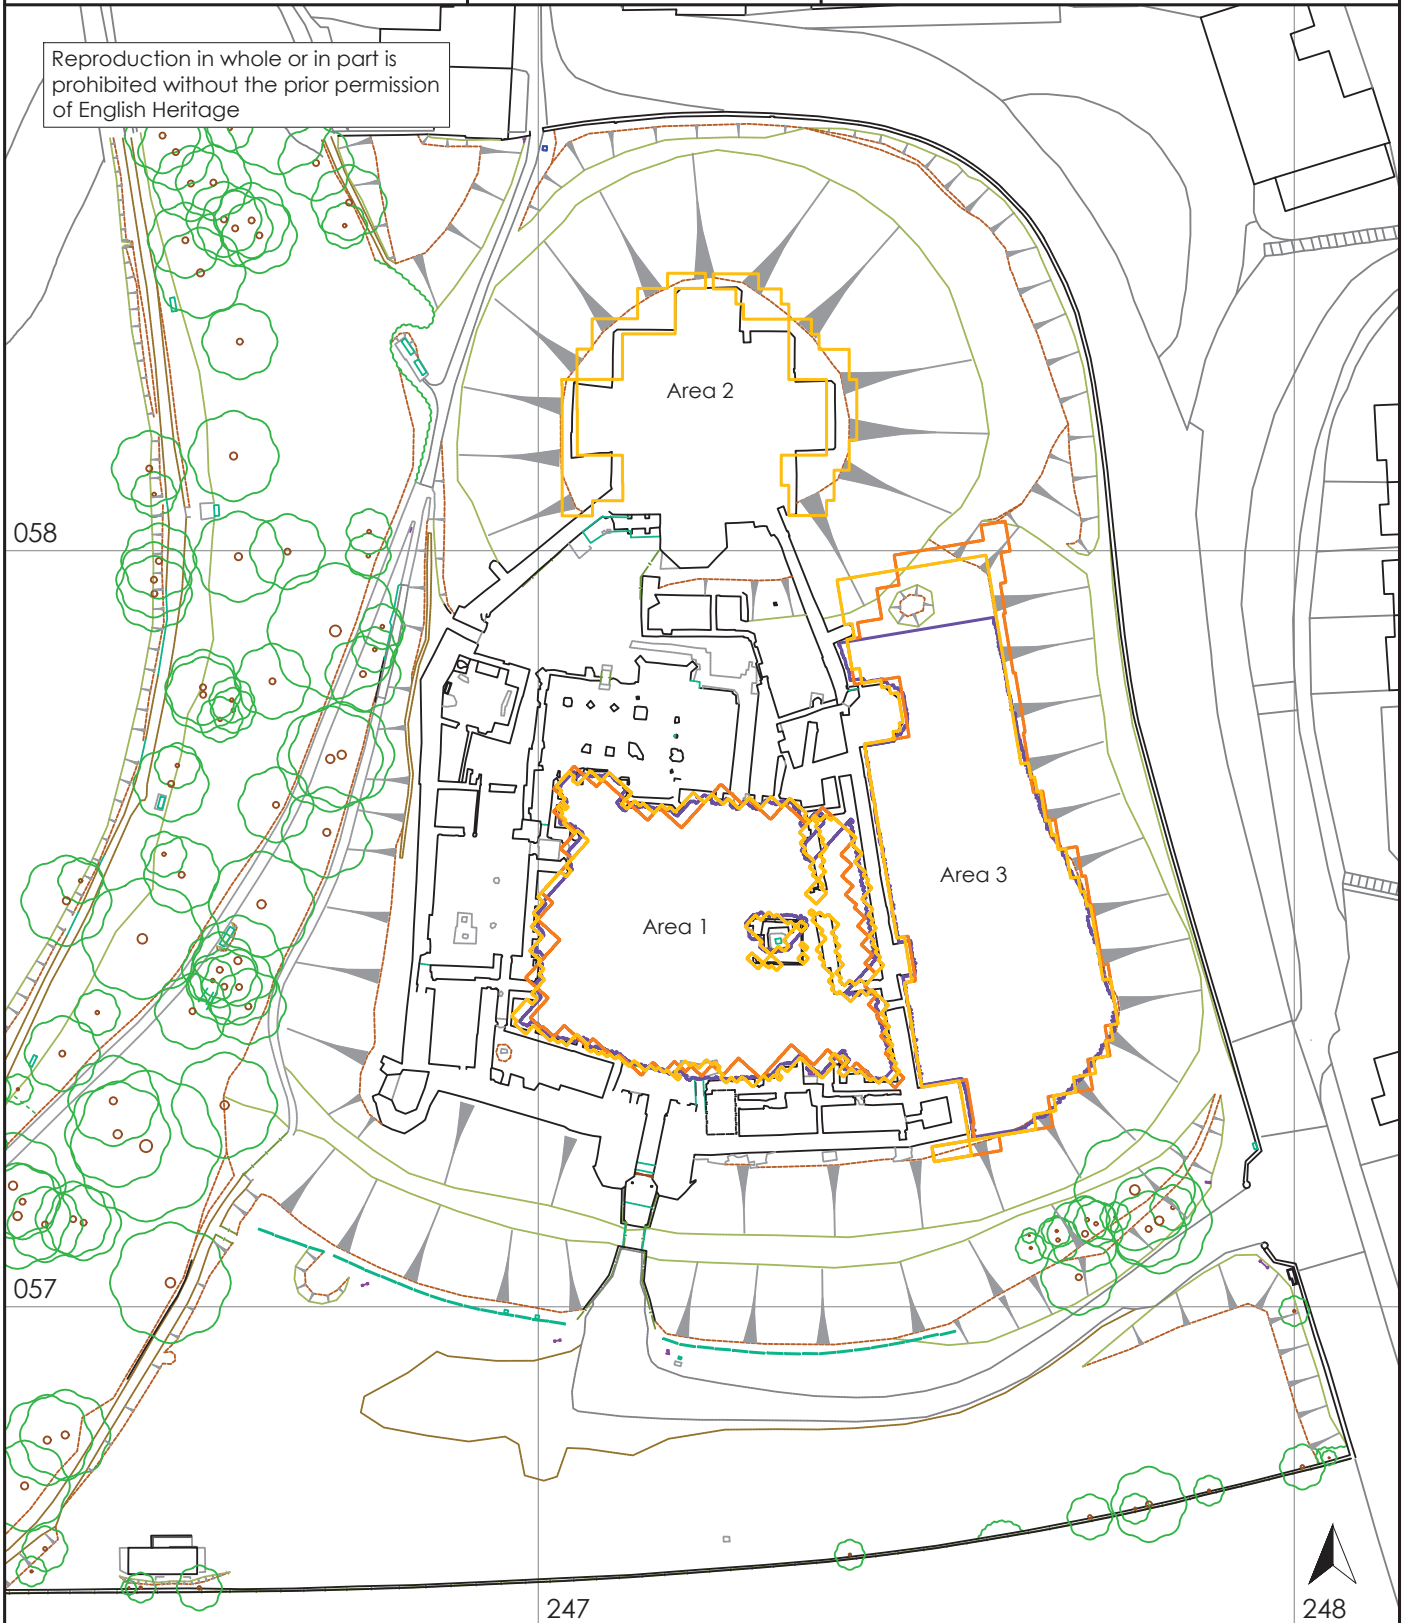 Reproduction in whole or in part is
prohibited without the prior permission
of English Heritage
Area 2
058
Area 3
Area 1
057
247
248